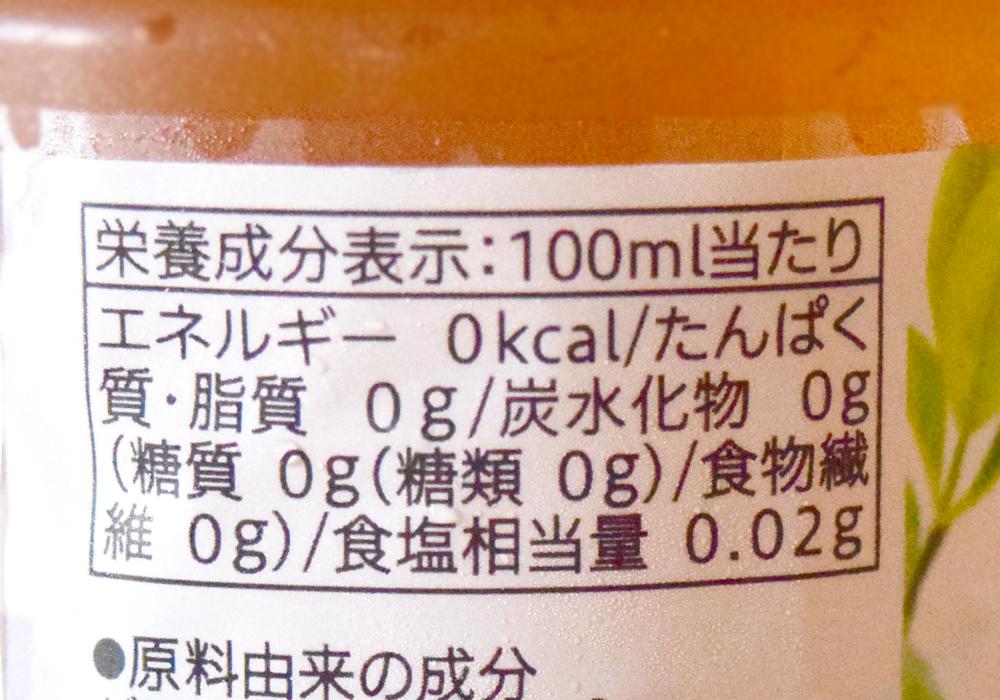 栄養成分表示:100ml当たり
エネルギー 0kcal/たんぱく
質・脂質 0g/炭水化物 0g
(糖質 0g(糖類 0g)/食物繊
維 0g)/食塩相当量 0.02g
●原料由来の成分